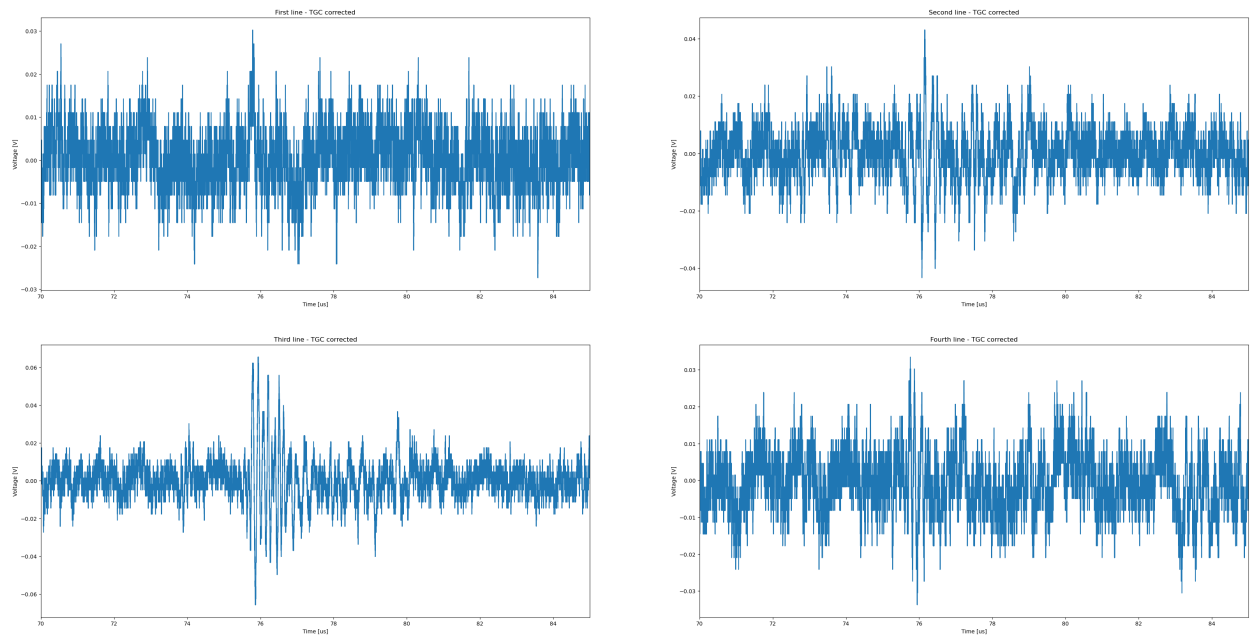 First line - TGC corrected
0.03
0.02
0.01
0.00
−0.01
−0.02
−0.03
Voltage [V]
70 72 74 76 78 80 82 84
Time [us]
Second line - TGC corrected
0.04
0.02
0.00
−0.02
−0.04
Voltage [V]
70 72 74 76 78 80 82 84
Time [us]
Third line - TGC corrected
0.06
0.04
0.02
0.00
−0.02
−0.04
−0.06
Voltage [V]
70 72 74 76 78 80 82 84
Time [us]
Fourth line - TGC corrected
0.03
0.02
0.01
0.00
−0.01
−0.02
−0.03
Voltage [V]
70 72 74 76 78 80 82 84
Time [us]